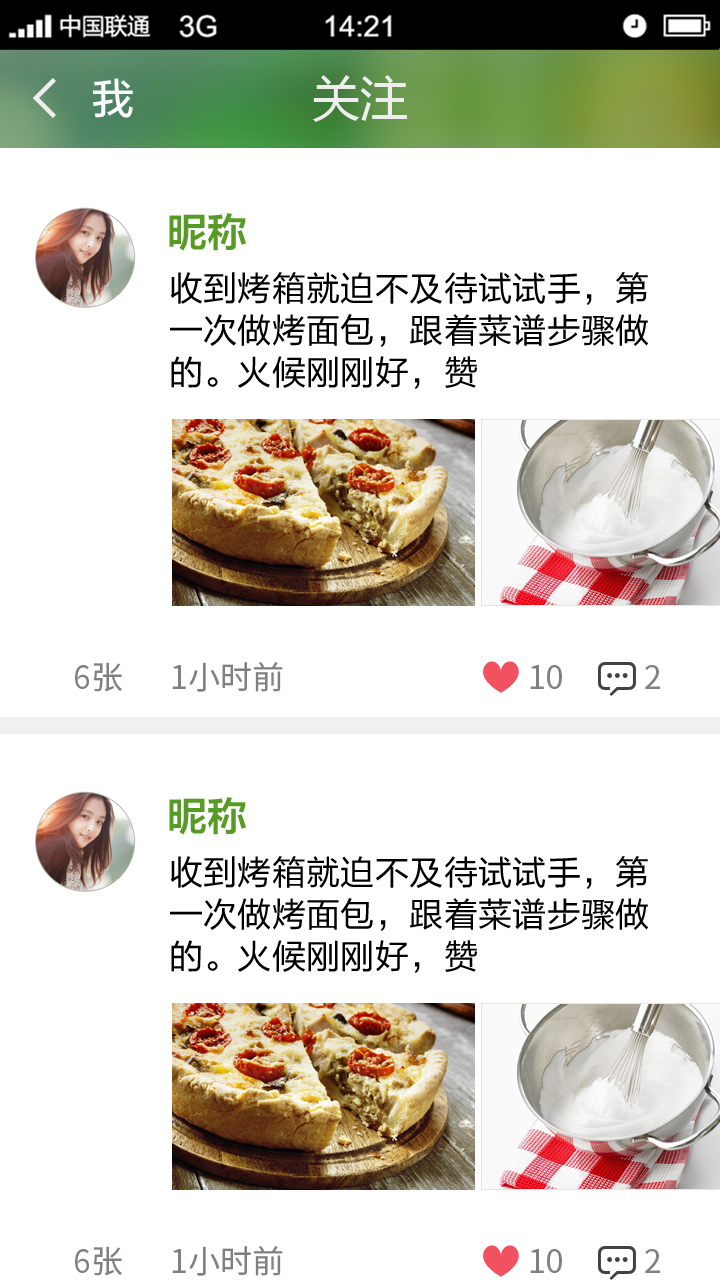 中国联通 3G 14:21
我 关注
昵称
收到烤箱就迫不及待试试手，第
一次做烤面包，跟着菜谱步骤做
的。火候刚刚好，赞
6张 1小时前 10 2
昵称
收到烤箱就迫不及待试试手，第
一次做烤面包，跟着菜谱步骤做
的。火候刚刚好，赞
6张 1小时前 10 2